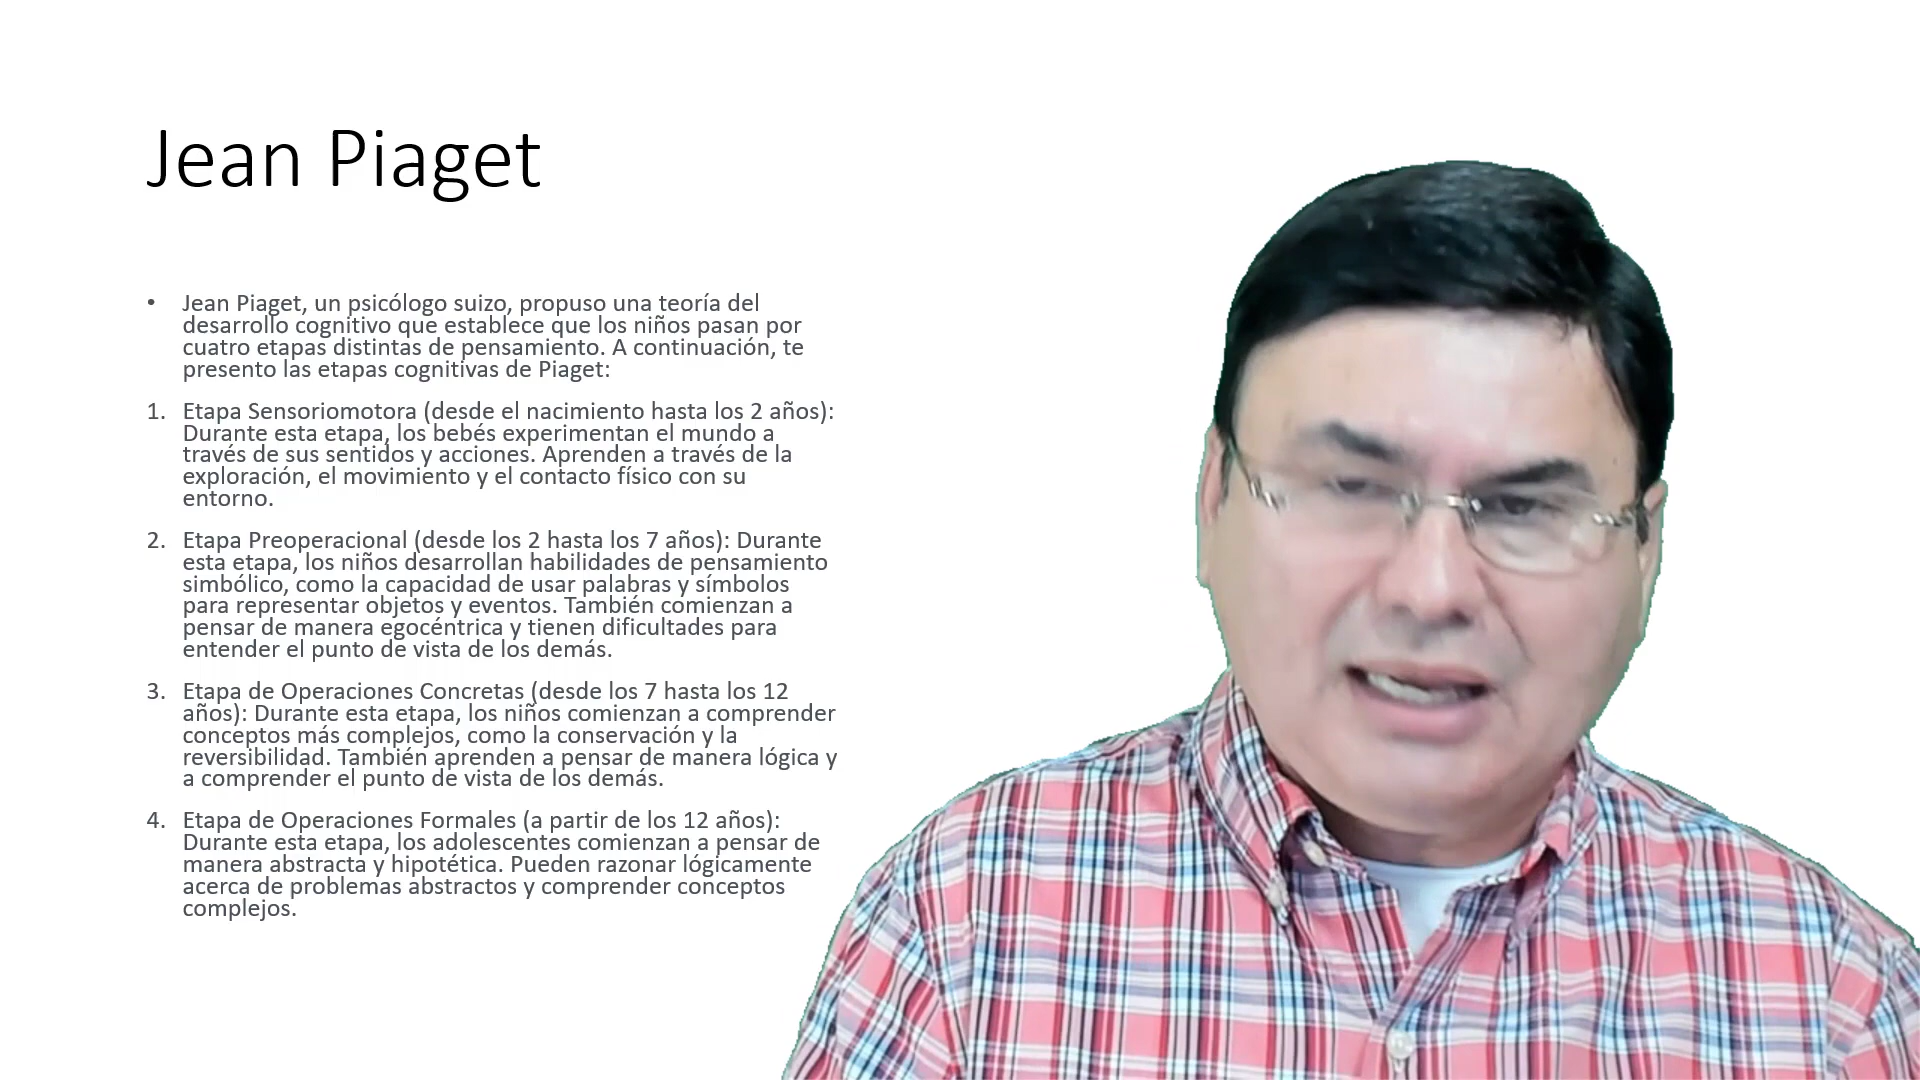 Jean Piaget
• Jean Piaget, un psicólogo suizo, propuso una teoría del
desarrollo cognitivo que establece que los niños pasan por
cuatro etapas distintas de pensamiento. A continuación, te
presento las etapas cognitivas de Piaget:
1. Etapa Sensoriomotora (desde el nacimiento hasta los 2 años):
Durante esta etapa, los bebés experimentan el mundo a
través de sus sentidos y acciones. Aprenden a través de la
exploración, el movimiento y el contacto físico con su
entorno.
2. Etapa Preoperacional (desde los 2 hasta los 7 años): Durante
esta etapa, los niños desarrollan habilidades de pensamiento
simbólico, como la capacidad de usar palabras y símbolos
para representar objetos y eventos. También comienzan a
pensar de manera egocéntrica y tienen dificultades para
entender el punto de vista de los demás.
3. Etapa de Operaciones Concretas (desde los 7 hasta los 12
años): Durante esta etapa, los niños comienzan a comprender
conceptos más complejos, como la conservación y la
reversibilidad. También aprenden a pensar de manera lógica y
a comprender el punto de vista de los demás.
4. Etapa de Operaciones Formales (a partir de los 12 años):
Durante esta etapa, los adolescentes comienzan a pensar de
manera abstracta y hipotética. Pueden razonar lógicamente
acerca de problemas abstractos y comprender conceptos
complejos.